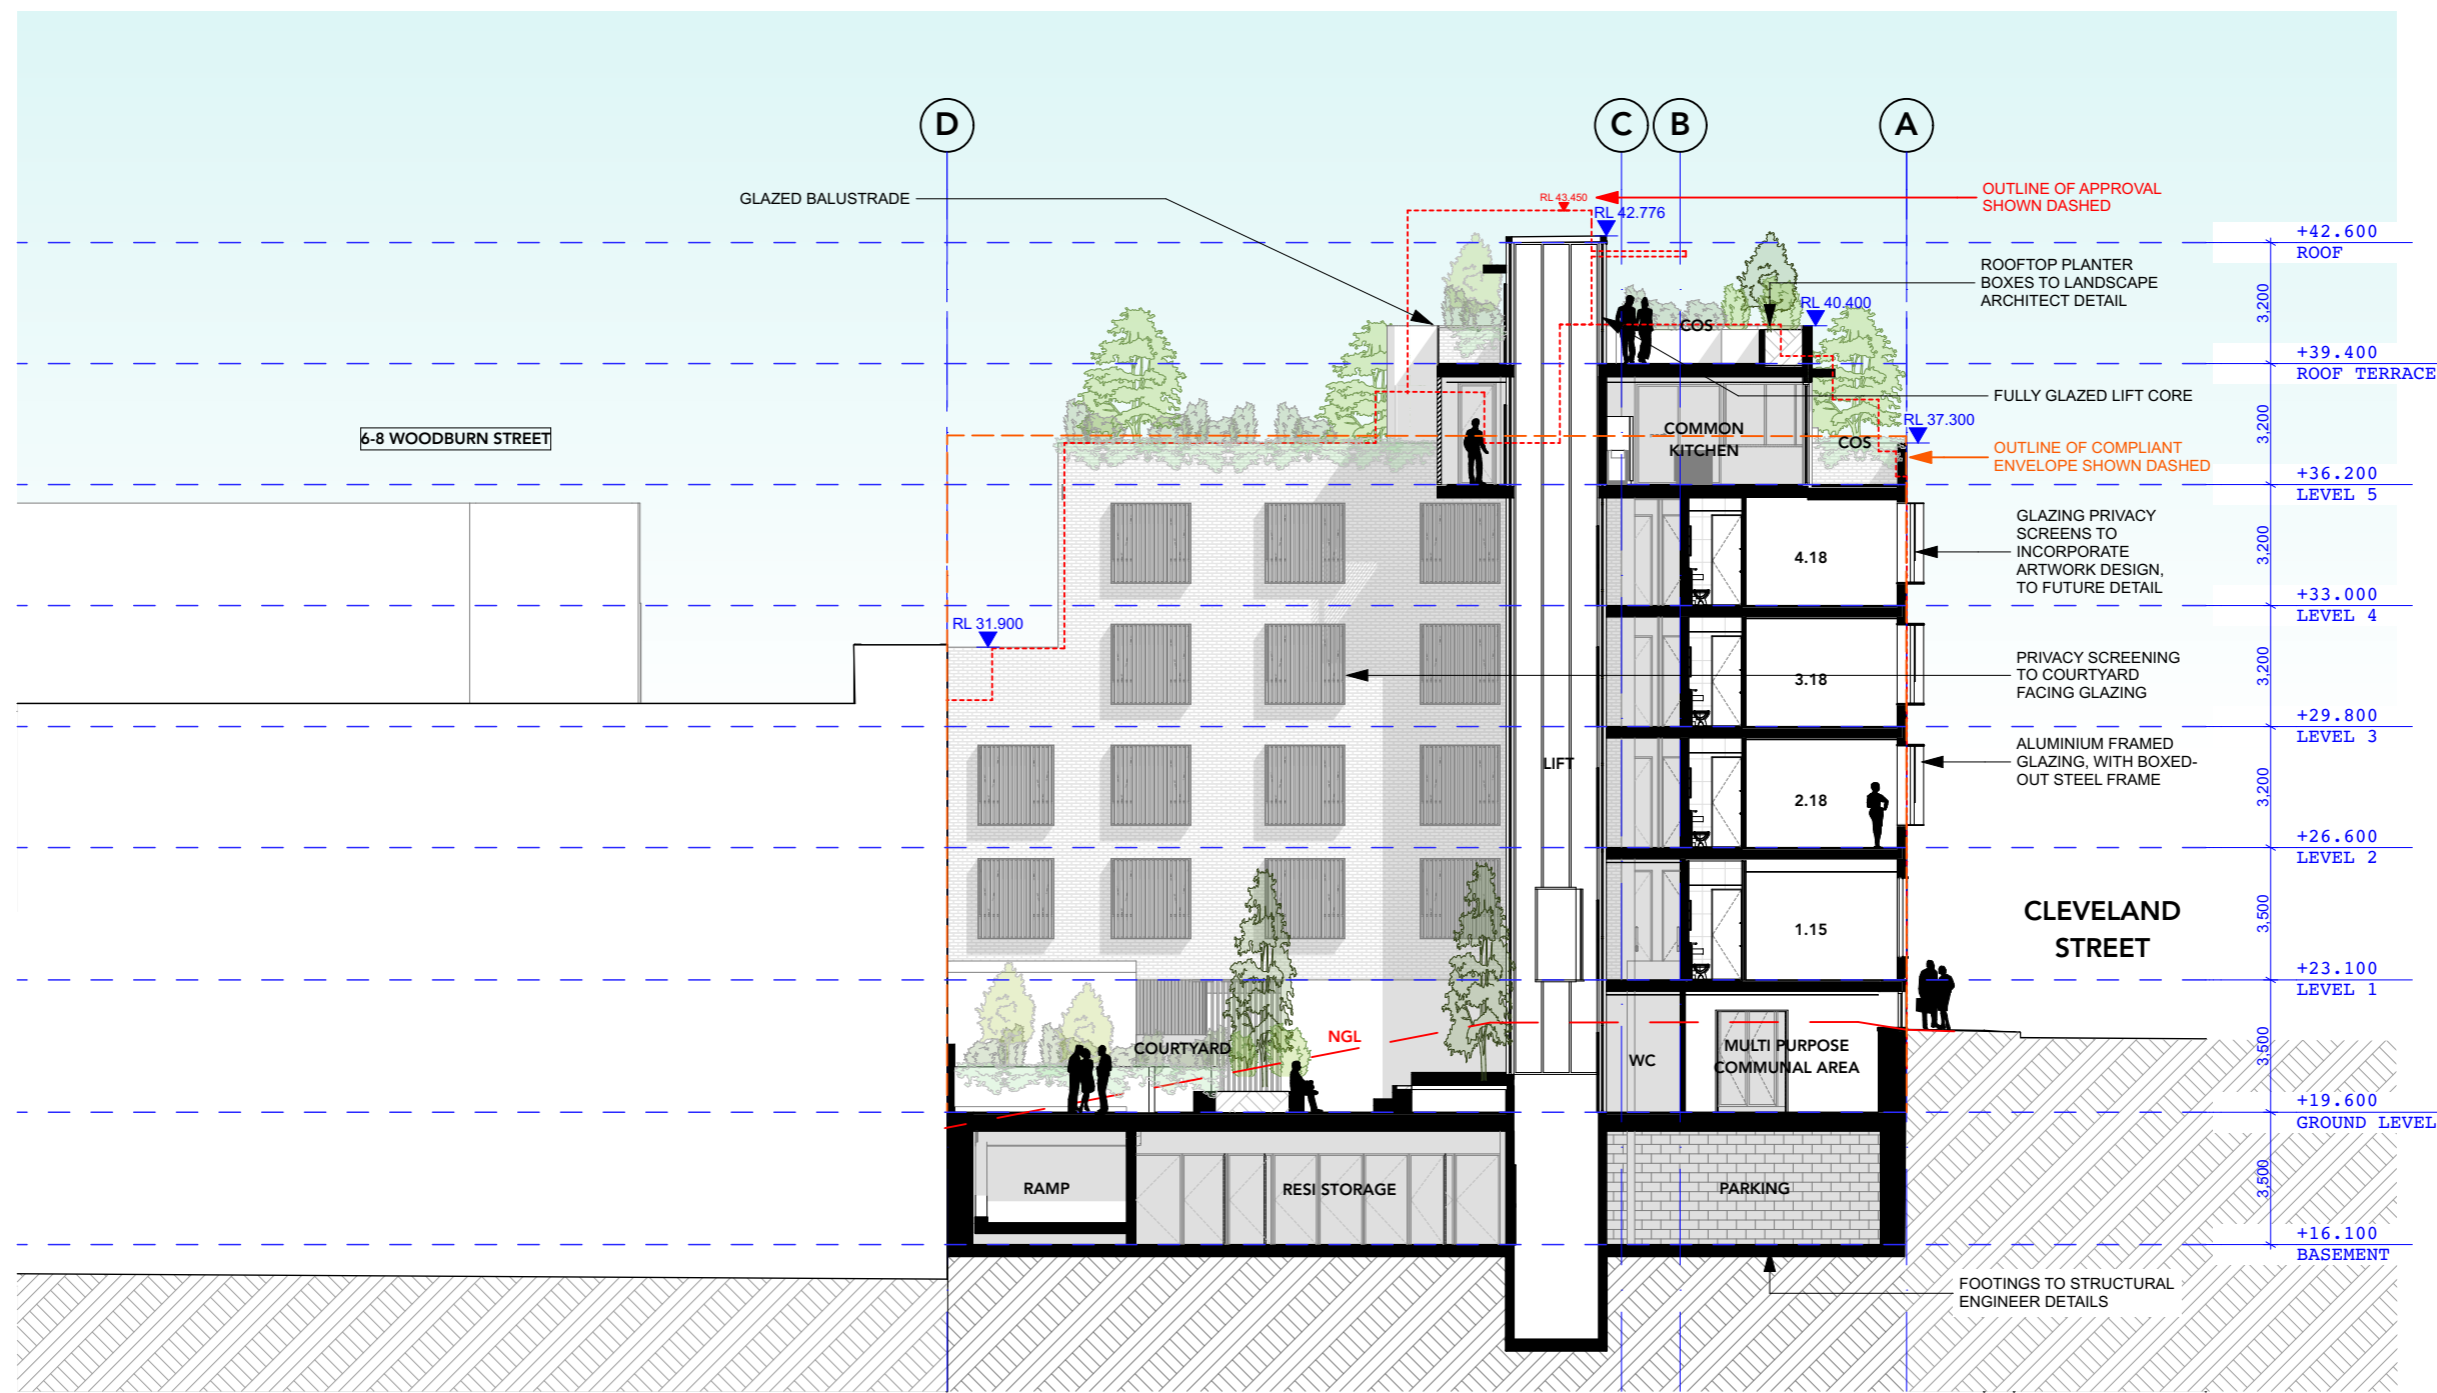 D
C
B
A
GLAZED BALUSTRADE
RL 43.450
OUTLINE OF APPROVAL
SHOWN DASHED
RL 42.776
+42.600
ROOF
ROOFTOP PLANTER
BOXES TO LANDSCAPE
ARCHITECT DETAIL
RL 40.400
3,200
COS
+39.400
ROOF TERRACE
FULLY GLAZED LIFT CORE
RL 37.300
3,200
6-8 WOODBURN STREET
COMMON
KITCHEN
COS
OUTLINE OF COMPLIANT
ENVELOPE SHOWN DASHED
+36.200
LEVEL 5
GLAZING PRIVACY
SCREENS TO
INCORPORATE
ARTWORK DESIGN,
TO FUTURE DETAIL
3,200
4.18
+33.000
LEVEL 4
RL 31.900
PRIVACY SCREENING
TO COURTYARD
FACING GLAZING
3,200
3.18
+29.800
LEVEL 3
ALUMINIUM FRAMED
GLAZING, WITH BOXED-
OUT STEEL FRAME
LIFT
3,200
2.18
+26.600
LEVEL 2
CLEVELAND
STREET
3,500
1.15
+23.100
LEVEL 1
NGL
COURTYARD
WC
MULTI PURPOSE
COMMUNAL AREA
3,500
+19.600
GROUND LEVEL
RAMP
RESI STORAGE
PARKING
3,500
+16.100
BASEMENT
FOOTINGS TO STRUCTURAL
ENGINEER DETAILS